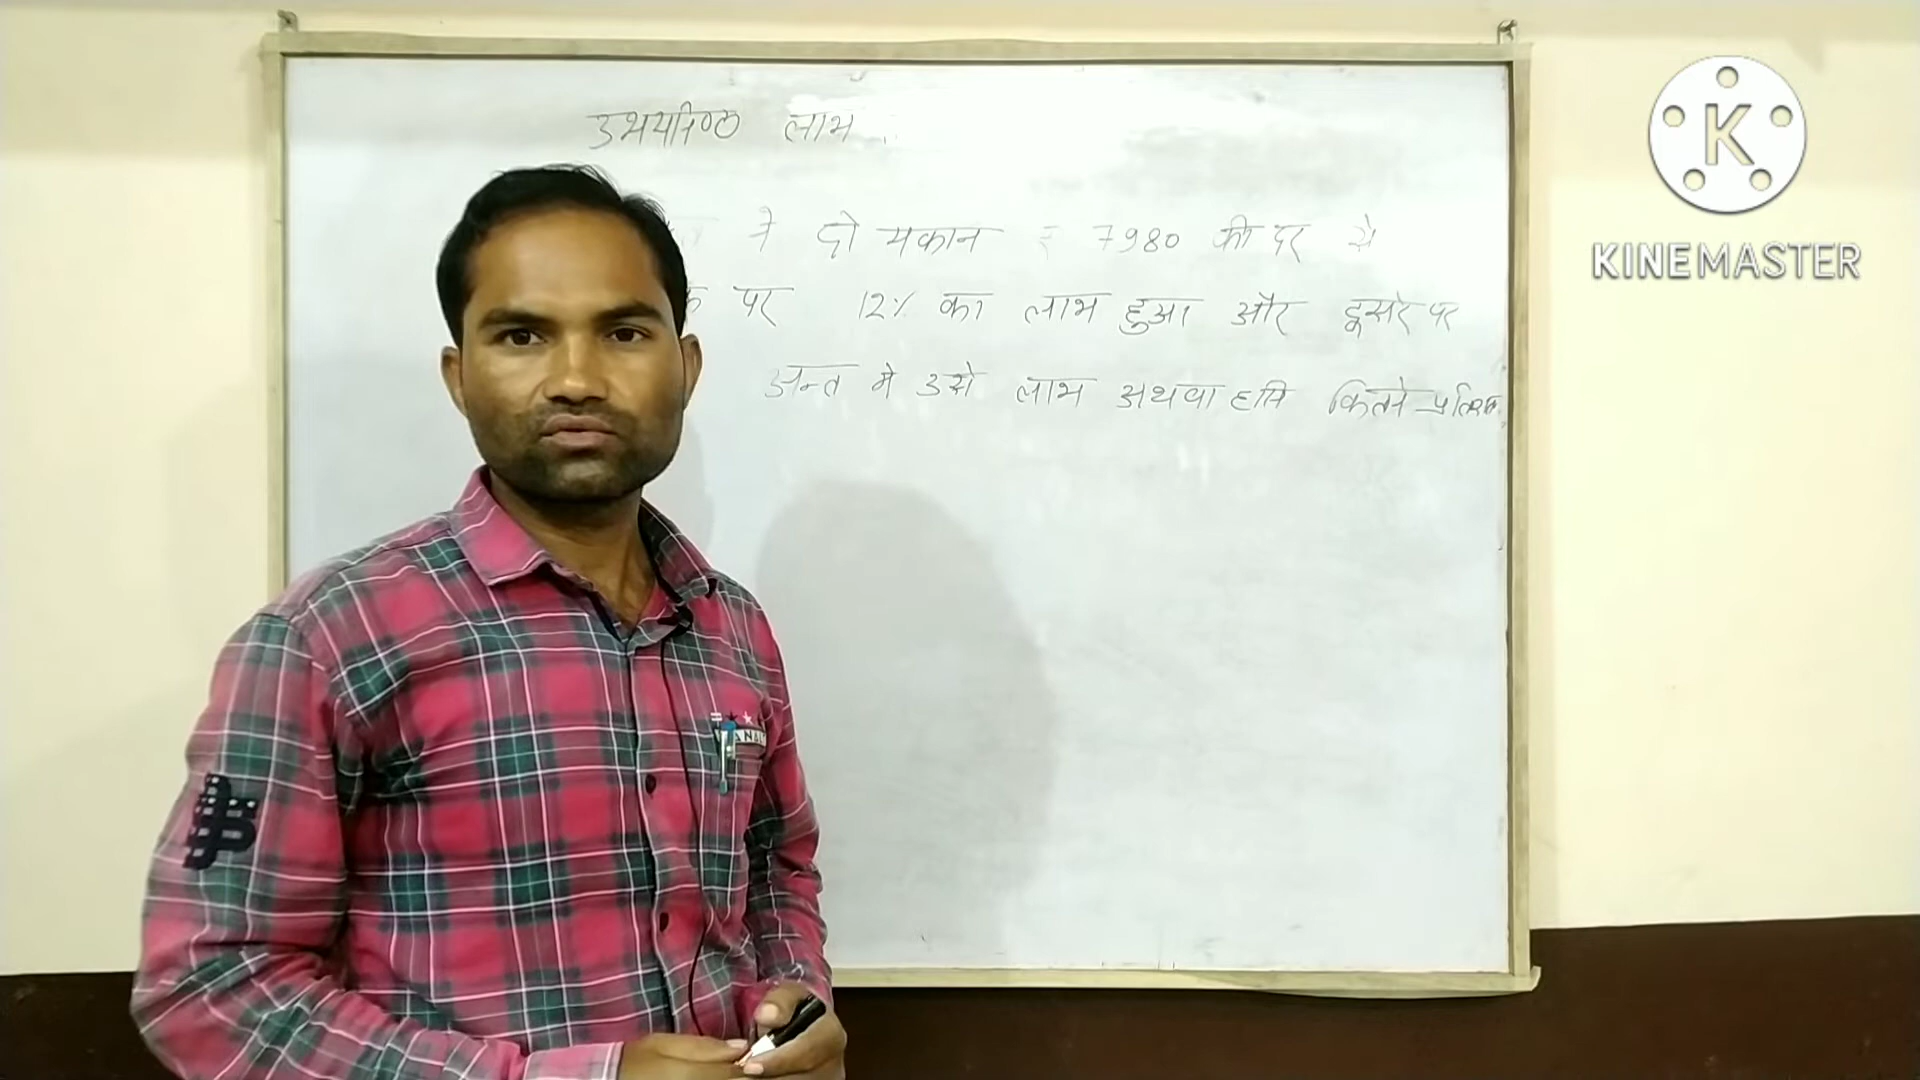 उभयनिष्ठ लाभ
ने दो मकान ₹ 7980 की दर से
पर 12% का लाभ हुआ और दूसरे पर
अन्त मे उसे लाभ अथवा हानि कितने प्रतिशत
K
KINEMASTER